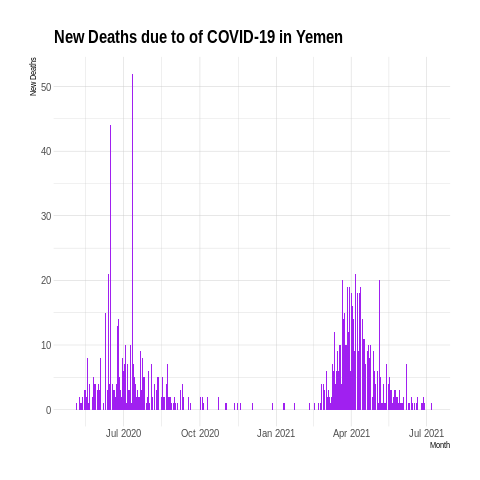 New Deaths due to of COVID-19 in Yemen
New Deaths
50
40
30
20
10
0
Jul 2020 Oct 2020 Jan 2021 Apr 2021 Jul 2021
Month